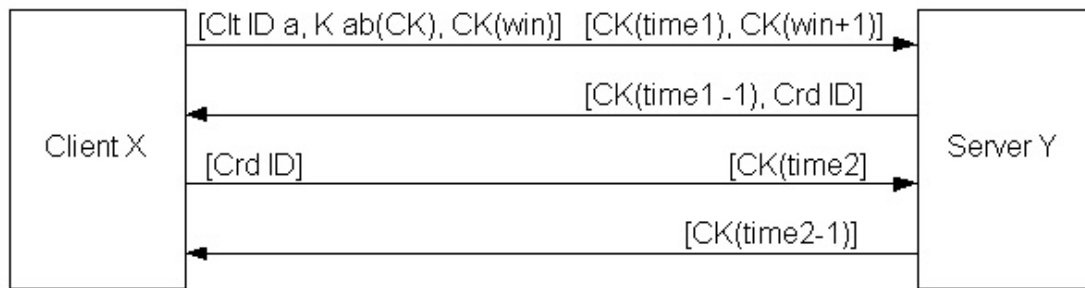 [Clt ID a, K ab(CK), CK(win)] [CK(time1), CK(win+1)]
[CK(time1 -1), Crd ID]
Client X
Server Y
[Crd ID] [CK(time2]
[CK(time2-1)]